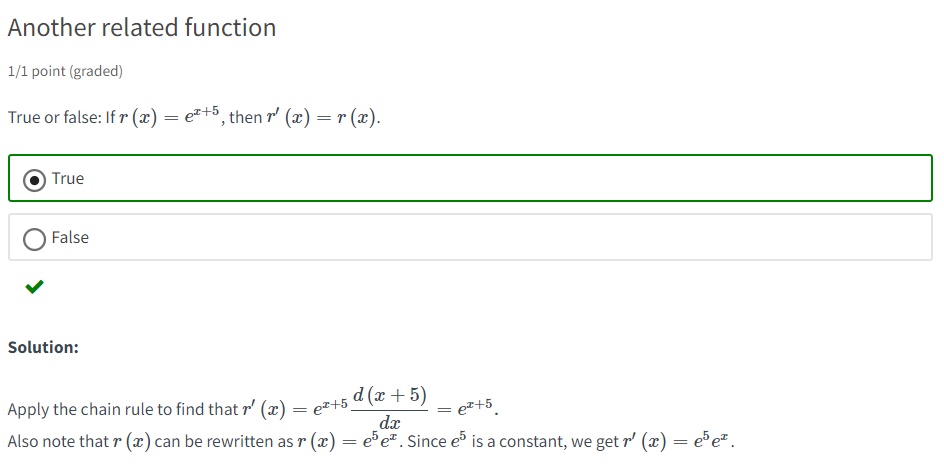 Another related function
1/1 point (graded)
True or false: If r (x) = e^{x+5}, then r′ (x) = r (x).
True
False
Solution:
Apply the chain rule to find that r′ (x) = e^{x+5} \frac{d (x + 5)}{dx} = e^{x+5}.
Also note that r (x) can be rewritten as r (x) = e^5 e^x. Since e^5 is a constant, we get r′ (x) = e^5 e^x.